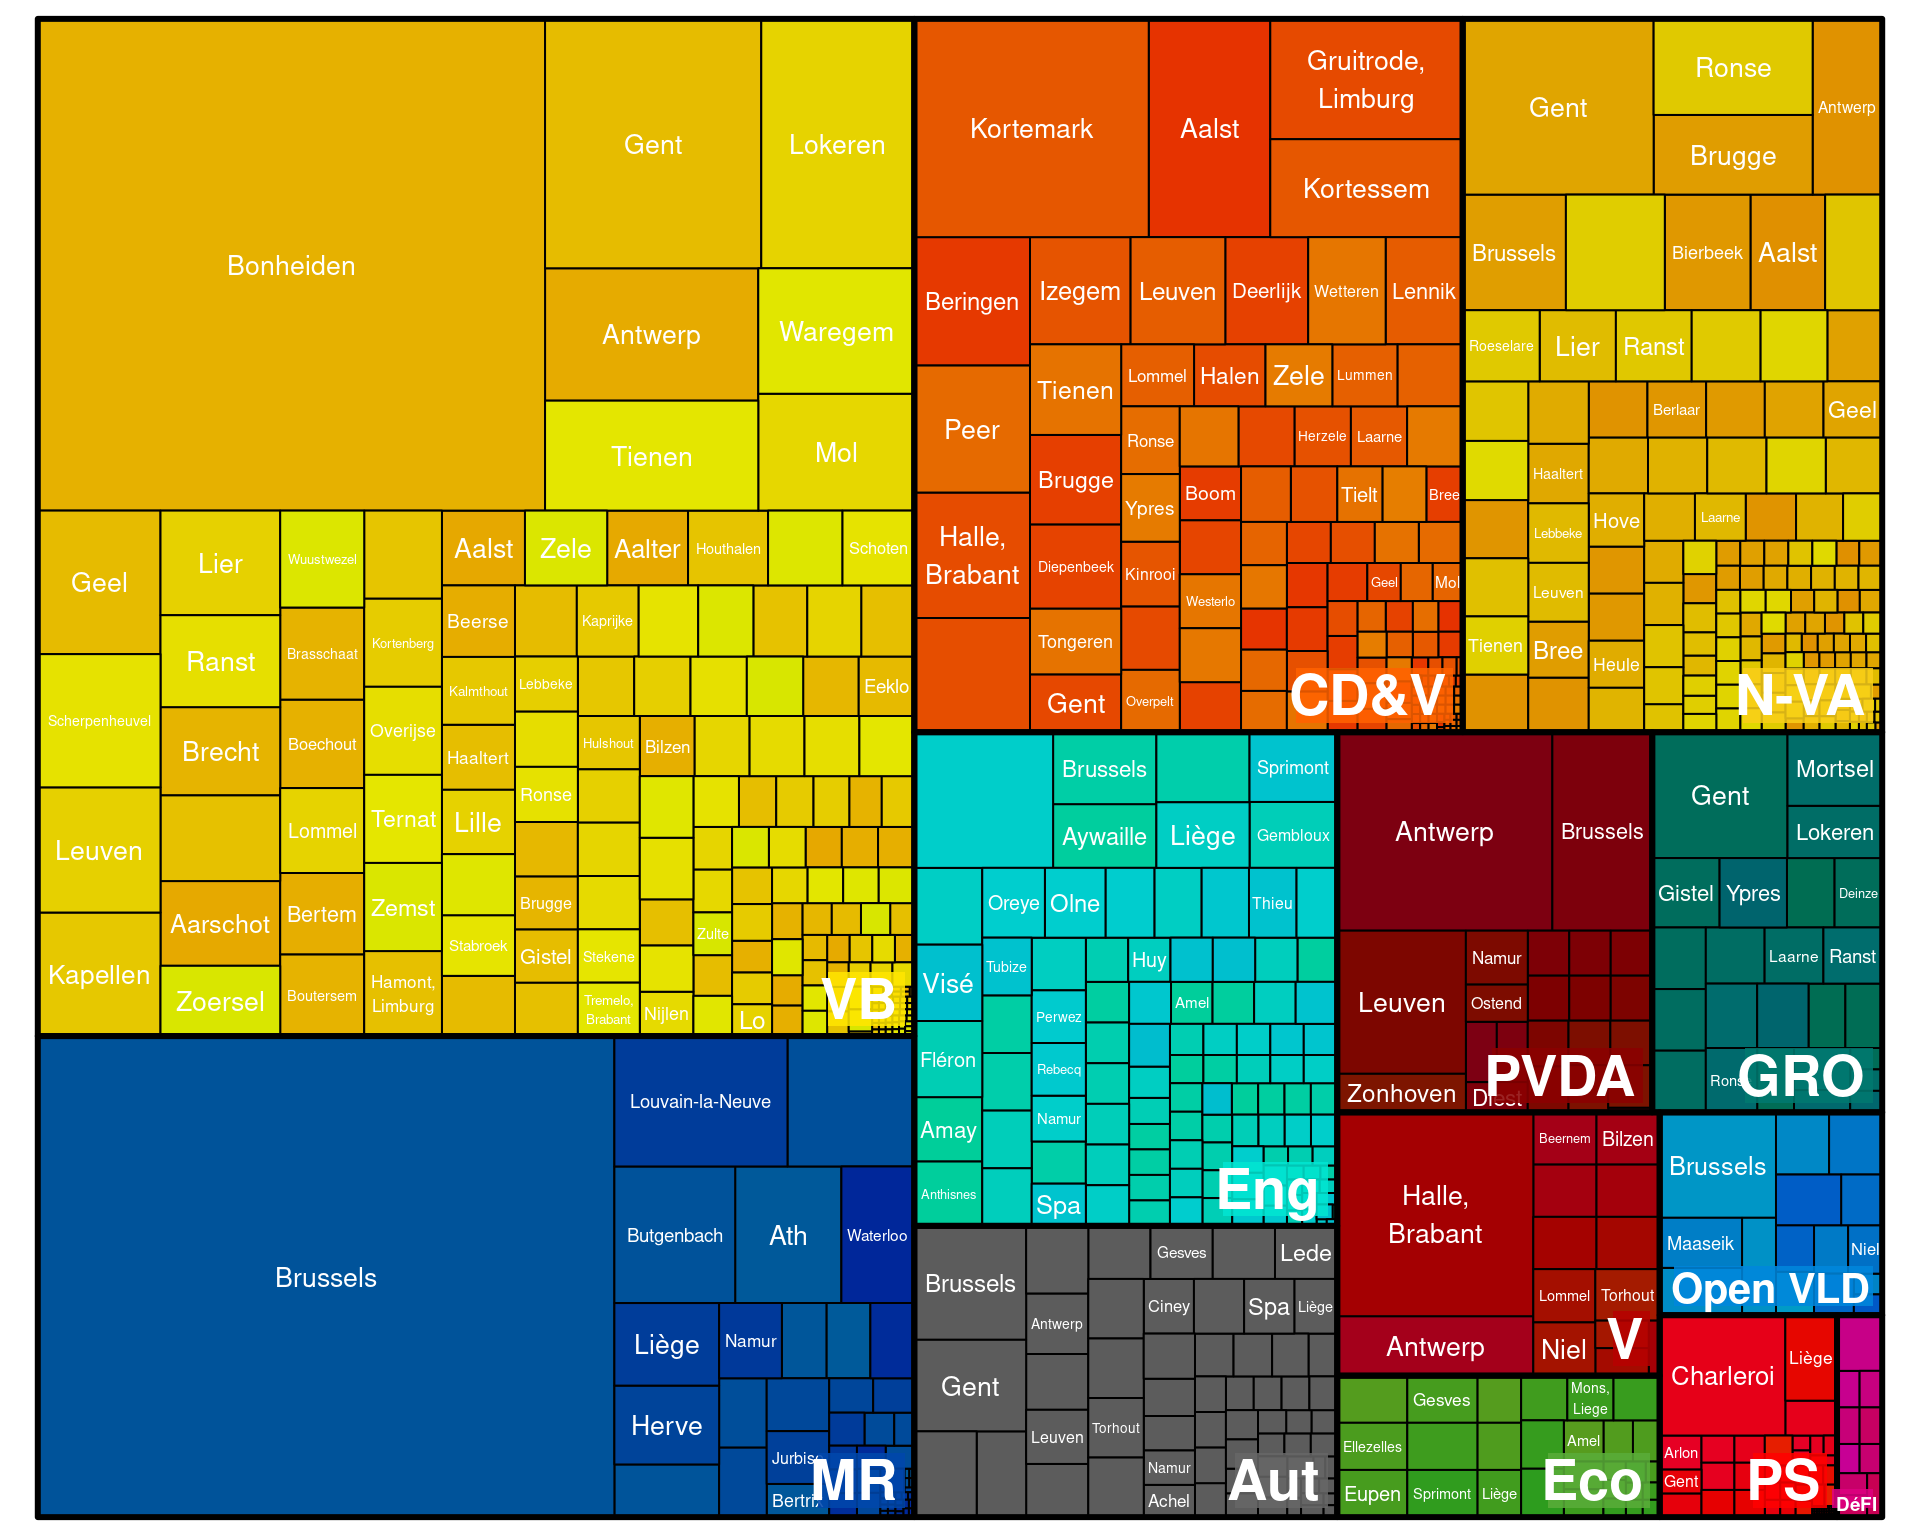 Bonheiden
Gent
Lokeren
Antwerp
Waregem
Tienen
Mol
Geel
Lier
Wuustwezel
Aalst
Zele
Aalter
Houthalen
Schoten
Scherpenheuvel
Ranst
Brasschaat
Kortenberg
Beerse
Kaprijke
Kalmthout
Lebbeke
Eeklo
Brecht
Boechout
Overijse
Haaltert
Hulshout
Bilzen
Leuven
Lommel
Ternat
Lille
Ronse
Kapellen
Aarschot
Bertem
Zemst
Brugge
Zulte
Stabroek
Gistel
Stekene
Zoersel
Boutersem
Hamont,
Limburg
Tremelo,
Brabant
Nijlen
Lo
VB
Kortemark
Aalst
Gruitrode,
Limburg
Kortessem
Beringen
Izegem
Leuven
Deerlijk
Wetteren
Lennik
Peer
Tienen
Lommel
Halen
Zele
Lummen
Ronse
Herzele
Laarne
Brugge
Ypres
Boom
Tielt
Bree
Halle,
Brabant
Diepenbeek
Kinrooi
Westerlo
Geel
Mol
Tongeren
Gent
Overpelt
CD&V
Gent
Ronse
Antwerp
Brugge
Brussels
Bierbeek
Aalst
Roeselare
Lier
Ranst
Berlaar
Geel
Haaltert
Lebbeke
Hove
Laarne
Leuven
Tienen
Bree
Heule
N-VA
Brussels
Sprimont
Aywaille
Liège
Gembloux
Oreye
Olne
Thieu
Visé
Tubize
Huy
Amel
Perwez
Fléron
Rebecq
Amay
Namur
Anthisnes
Spa
Eng
Antwerp
Brussels
Leuven
Namur
Ostend
Zonhoven
Diest
PVDA
Gent
Mortsel
Lokeren
Gistel
Ypres
Deinze
Laarne
Ranst
GRO
Brussels
Louvain-la-Neuve
Butgenbach
Ath
Waterloo
Liège
Namur
Herve
MR
Brussels
Gesves
Lede
Antwerp
Ciney
Spa
Liège
Gent
Leuven
Torhout
Namur
Achel
Aut
Halle,
Brabant
Beernem
Bilzen
Lommel
Torhout
Antwerp
Niel
V
Brussels
Maaseik
Niel
Open VLD
Gesves
Mons,
Liege
Ellezelles
Amel
Eupen
Sprimont
Liège
Eco
Charleroi
Liège
Arlon
Gent
PS
DéFI